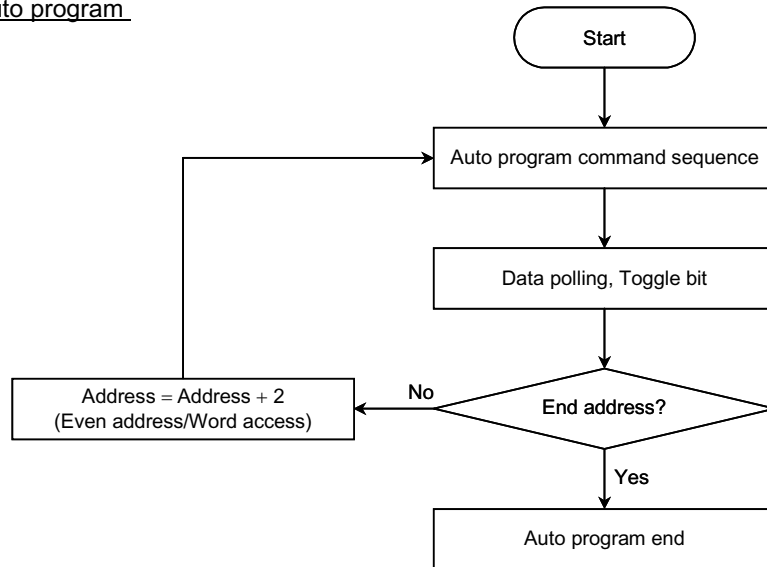 uto program
Start
Auto program command sequence
Data polling, Toggle bit
Address = Address + 2
(Even address/Word access)
No
End address?
Yes
Auto program end